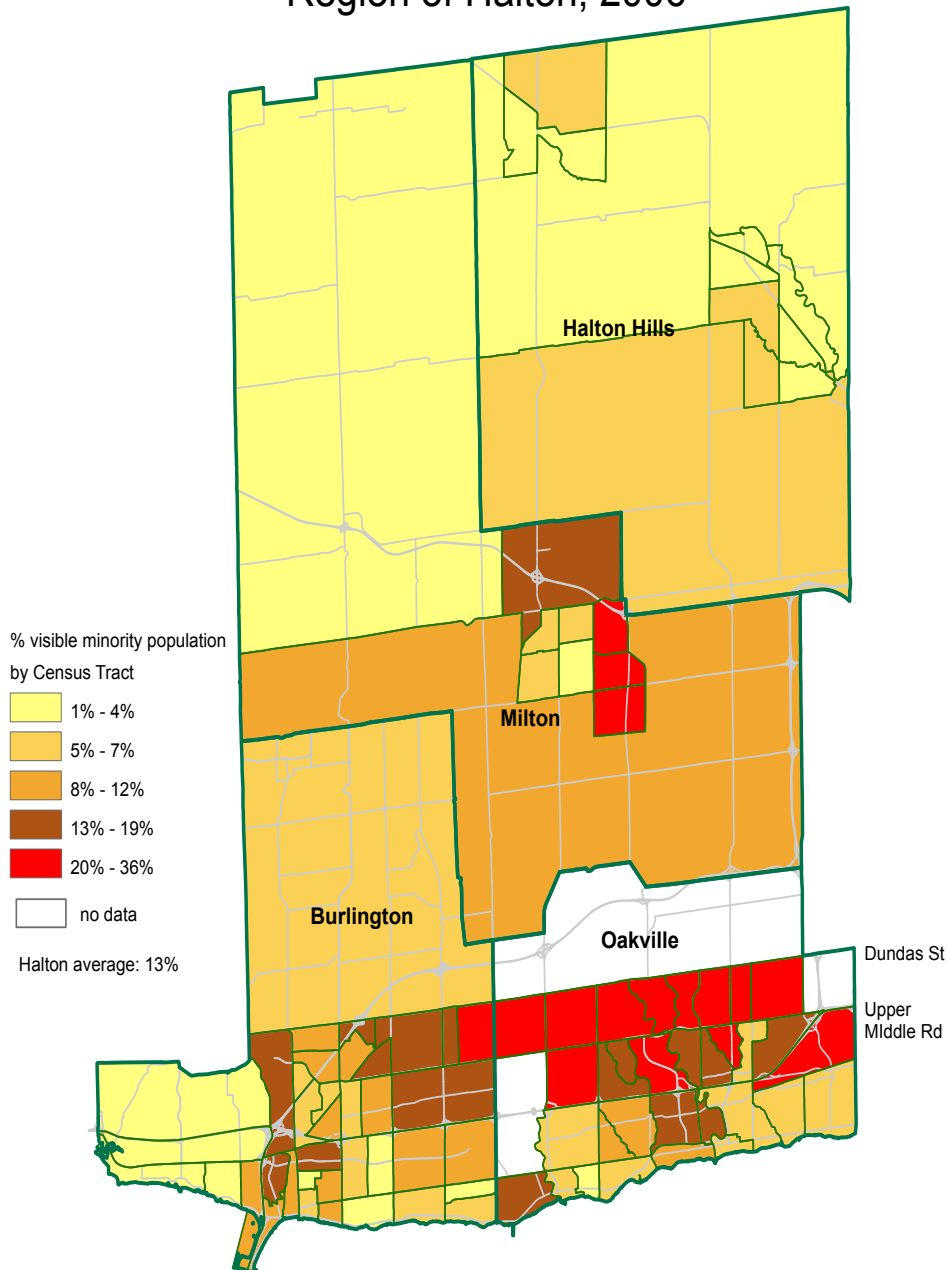 Region of Halton, 2006
Halton Hills
% visible minority population
by Census Tract
1% - 4%
5% - 7%
8% - 12%
13% - 19%
20% - 36%
no data
Halton average: 13%
Milton
Burlington
Oakville
Dundas St
Upper
MIddle Rd